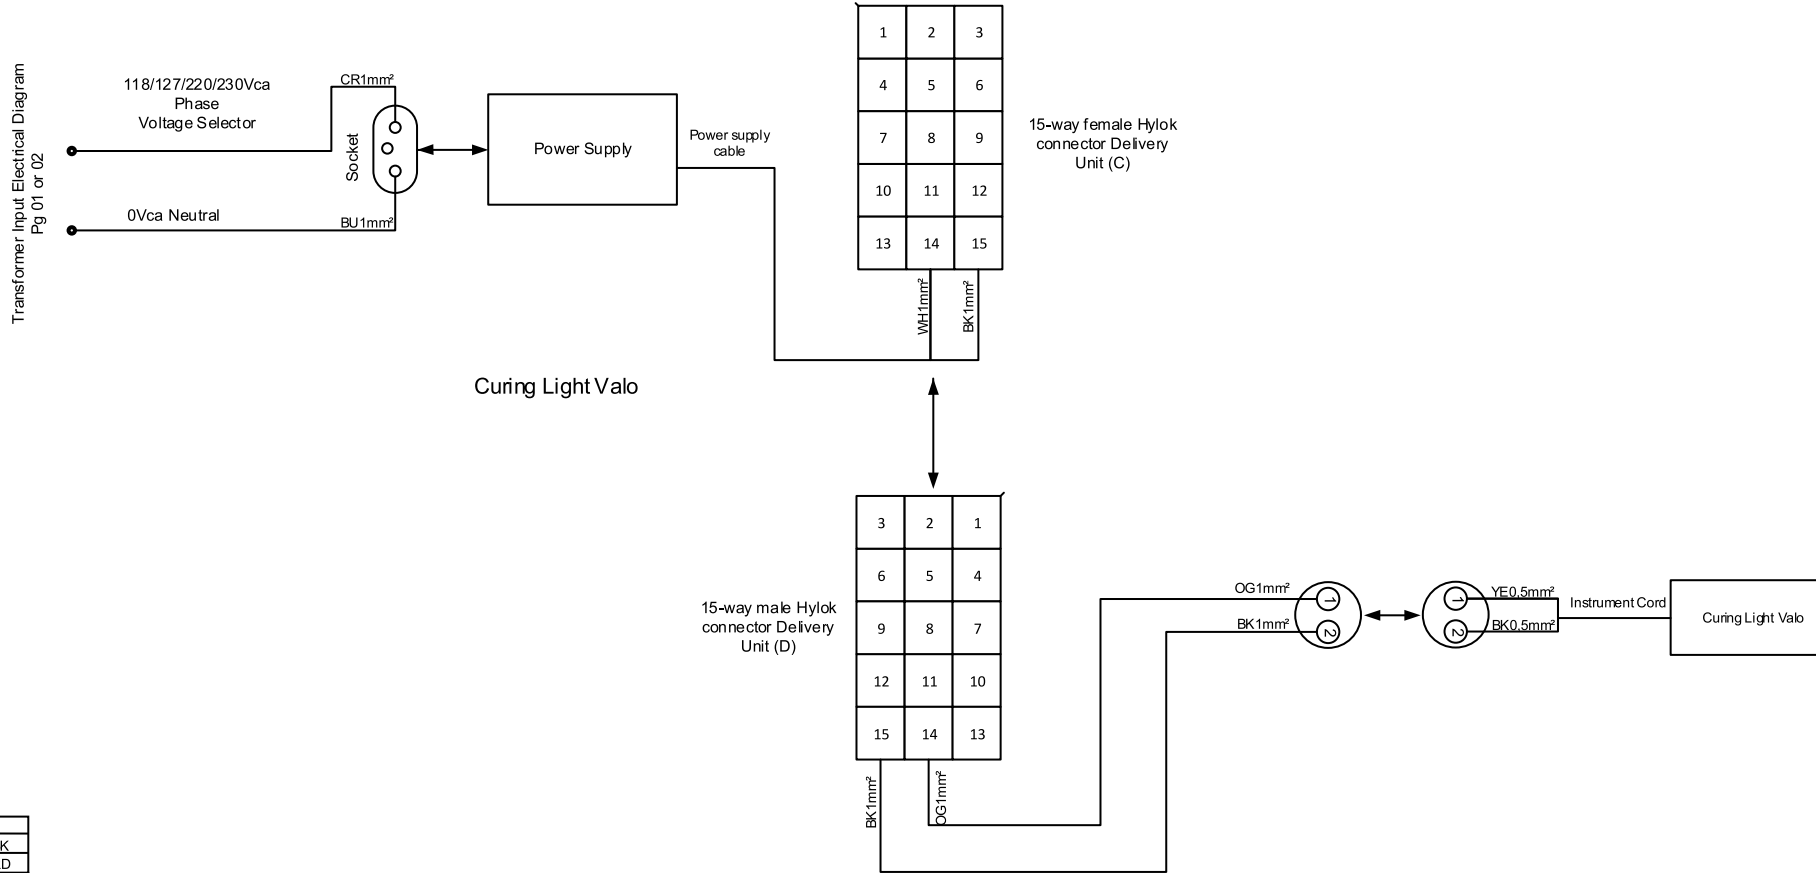 Transformer Input Electrical Diagram
Pg 01 or 02
118/127/220/230Vca
Phase
Voltage Selector
0Vca Neutral
CR1mm²
Socket
BU1mm²
Power Supply
Power supply
cable
1 2 3
4 5 6
7 8 9
10 11 12
13 14 15
15-way female Hylok
connector Delivery
Unit (C)
WH1mm²
BK1mm²
Curing Light Valo
3 2 1
6 5 4
9 8 7
12 11 10
15 14 13
15-way male Hylok
connector Delivery
Unit (D)
BK1mm²
OG1mm²
OG1mm²
BK1mm²
1
2
1
2
YE0,5mm²
BK0,5mm²
Instrument Cord
Curing Light Valo